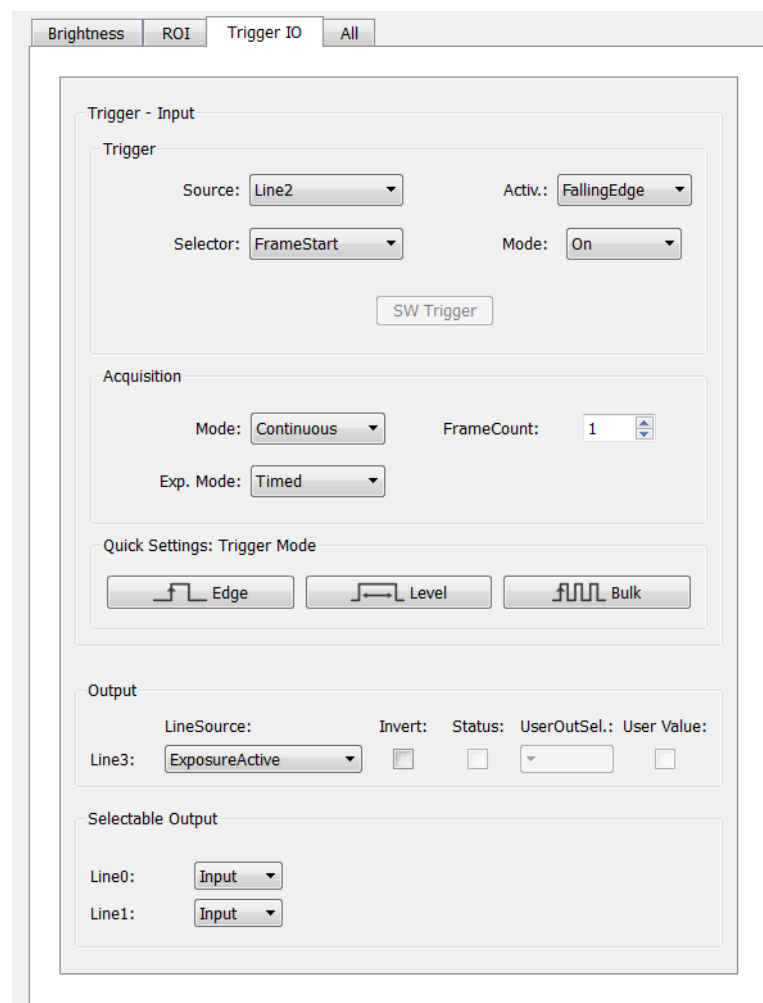 Brightness ROI Trigger IO All
Trigger - Input
Trigger
Source: Line2 Activ.: FallingEdge
Selector: FrameStart Mode: On
SW Trigger
Acquisition
Mode: Continuous FrameCount: 1
Exp. Mode: Timed
Quick Settings: Trigger Mode
Edge Level Bulk
Output
LineSource: Invert: Status: UserOutSel.: User Value:
Line3: ExposureActive
Selectable Output
Line0: Input
Line1: Input